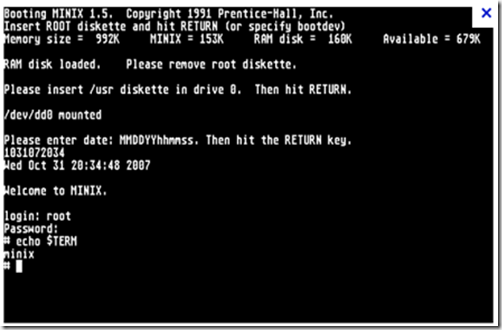 Booting MINIX 1.5.  Copyright 1991 Prentice-Hall, Inc.
Insert ROOT diskette and hit RETURN (or specify bootdev)
Memory size =  992K     MINIX = 153K     RAM disk =  160K     Available = 679K
RAM disk loaded.    Please remove root diskette.
Please insert /usr diskette in drive 0.  Then hit RETURN.
/dev/dd0 mounted
Please enter date: MMDDYYhhmmss. Then hit the RETURN key.
1031072034
Wed Oct 31 20:34:48 2007
Welcome to MINIX.
login: root
Password:
# echo $TERM
minix
#